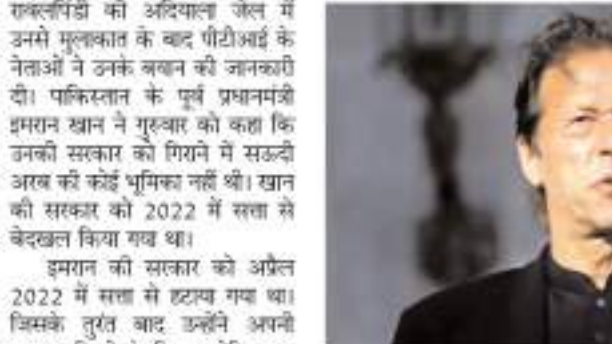 रावलपिंडी की अदियाला जेल में
उनसे मुलाकात के बाद पीटीआई के
नेताओं ने उनके बयान की जानकारी
दी। पाकिस्तान के पूर्व प्रधानमंत्री
इमरान खान ने गुरुवार को कहा कि
उनकी सरकार को गिराने में सऊदी
अरब की कोई भूमिका नहीं थी। खान
की सरकार को 2022 में सत्ता से
बेदखल किया गया था।
इमरान की सरकार को अप्रैल
2022 में सत्ता से हटाया गया था।
जिसके तुरंत बाद उन्होंने अपनी